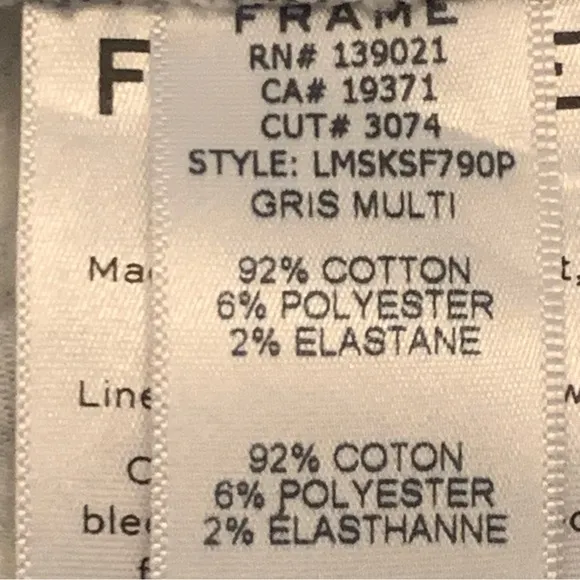 FRAME
RN# 139021
CA# 19371
CUT# 3074
STYLE: LMSKSF790P
GRIS MULTI
92% COTTON
6% POLYESTER
2% ELASTANE
92% COTON
6% POLYESTER
2% ELASTHANNE